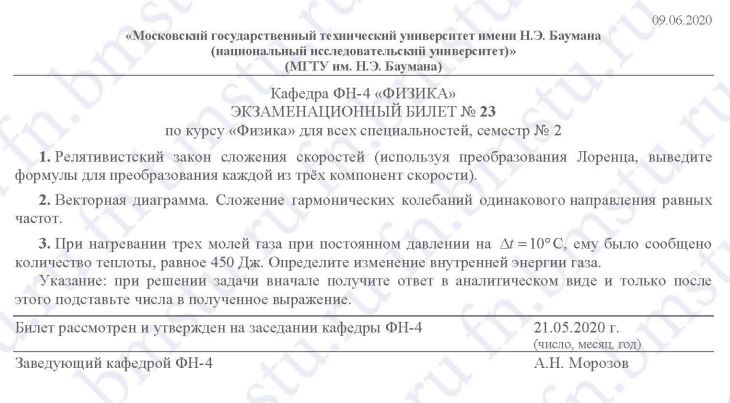 09.06.2020
«Московский государственный технический университет имени Н.Э. Баумана
(национальный исследовательский университет)»
(МГТУ им. Н.Э. Баумана)
Кафедра ФН-4 «ФИЗИКА»
ЭКЗАМЕНАЦИОННЫЙ БИЛЕТ № 23
по курсу «Физика» для всех специальностей, семестр № 2
1. Релятивистский закон сложения скоростей (используя преобразования Лоренца, выведите
формулы для преобразования каждой из трёх компонент скорости).
2. Векторная диаграмма. Сложение гармонических колебаний одинакового направления равных
частот.
3. При нагревании трех молей газа при постоянном давлении на Δt = 10° C, ему было сообщено
количество теплоты, равное 450 Дж. Определите изменение внутренней энергии газа.
Указание: при решении задачи вначале получите ответ в аналитическом виде и только после
этого подставьте числа в полученное выражение.
Билет рассмотрен и утвержден на заседании кафедры ФН-4 21.05.2020 г.
(число, месяц, год)
Заведующий кафедрой ФН-4 А.Н. Морозов
fn.bmstu.ru